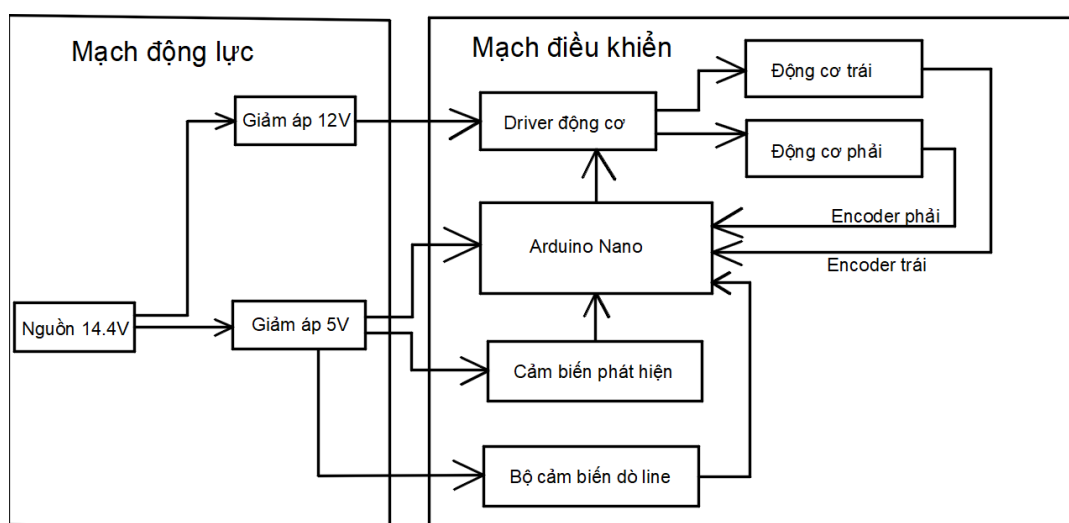 Mạch động lực
Mạch điều khiển
Giảm áp 12V
Driver động cơ
Động cơ trái
Động cơ phải
Encoder phải
Arduino Nano
Encoder trái
Nguồn 14.4V
Giảm áp 5V
Cảm biến phát hiện
Bộ cảm biến dò line